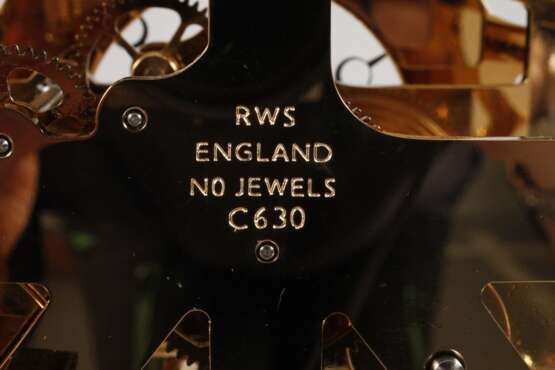 RWS
ENGLAND
NO JEWELS
C630